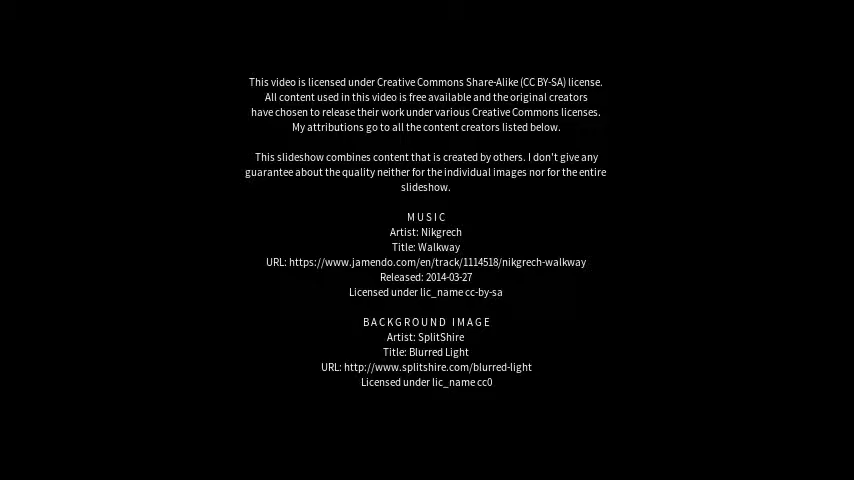 This video is licensed under Creative Commons Share-Alike (CC BY-SA) license.
All content used in this video is free available and the original creators
have chosen to release their work under various Creative Commons licenses.
My attributions go to all the content creators listed below.
This slideshow combines content that is created by others. I don't give any
guarantee about the quality neither for the individual images nor for the entire
slideshow.
MUSIC
Artist: Nikgrech
Title: Walkway
URL: https://www.jamendo.com/en/track/1114518/nikgrech-walkway
Released: 2014-03-27
Licensed under lic_name cc-by-sa
BACKGROUND IMAGE
Artist: SplitShire
Title: Blurred Light
URL: http://www.splitshire.com/blurred-light
Licensed under lic_name cc0